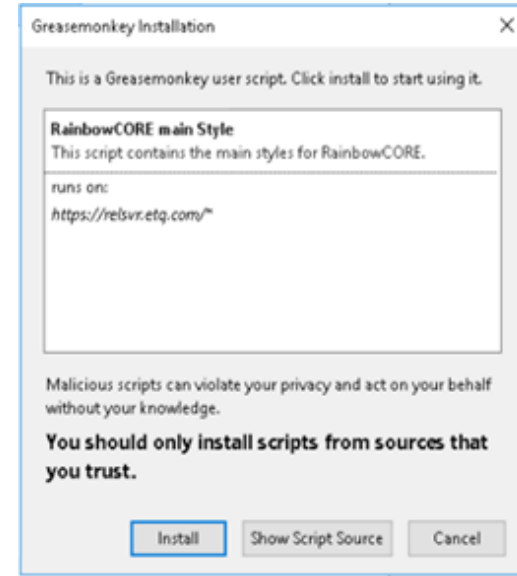 Greasemonkey Installation
This is a Greasemonkey user script. Click install to start using it.
RainbowCORE main Style
This script contains the main styles for RainbowCORE.
runs on:
https://relsvr.etq.com/*
Malicious scripts can violate your privacy and act on your behalf
without your knowledge.
You should only install scripts from sources that
you trust.
Install Show Script Source Cancel